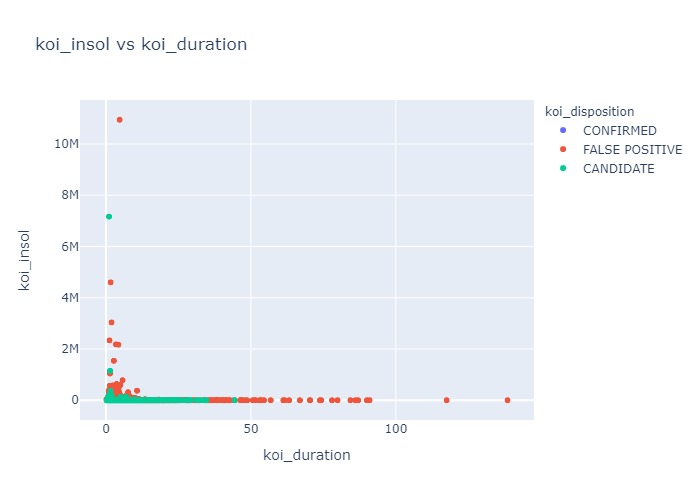 koi_insol vs koi_duration
koi_disposition
CONFIRMED
FALSE POSITIVE
CANDIDATE
10M
8M
6M
4M
2M
0
koi_insol
0
50
100
koi_duration